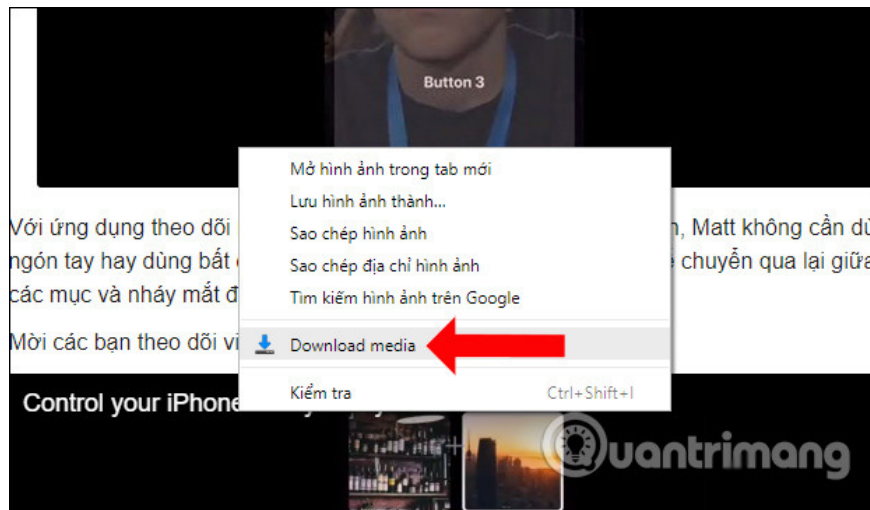 Button 3
Mở hình ảnh trong tab mới
Lưu hình ảnh thành...
Sao chép hình ảnh
Sao chép địa chỉ hình ảnh
Tìm kiếm hình ảnh trên Google
Download media
Kiểm tra Ctrl+Shift+I
Với ứng dụng theo dõi , Matt không cần
ngón tay hay dùng bất chuyển qua lại giữa
các mục và nháy mắt
Mời các bạn theo dõi
Control your iPhone
Quantrimang